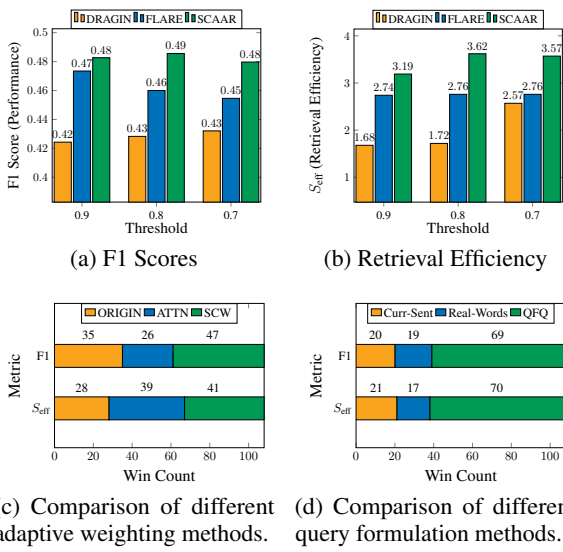 DRAGIN FLARE SCAAR
F1 Score (Performance)
0.5
0.48
0.46
0.44
0.42
0.4
0.42
0.47
0.48
0.43
0.46
0.49
0.43
0.45
0.48
0.9 0.8 0.7
Threshold
(a) F1 Scores
DRAGIN FLARE SCAAR
Seff (Retrieval Efficiency)
4
3
2
1
1.68
2.74
3.19
1.72
2.76
3.62
2.57
2.76
3.57
0.9 0.8 0.7
Threshold
(b) Retrieval Efficiency
ORIGIN ATTN SCW
Metric
35 26 47
F1
28 39 41
Seff
0 20 40 60 80 100
Win Count
(c) Comparison of different
adaptive weighting methods.
Curr-Sent Real-Words QFQ
Metric
20 19 69
F1
21 17 70
Seff
0 20 40 60 80 100
Win Count
(d) Comparison of different
query formulation methods.